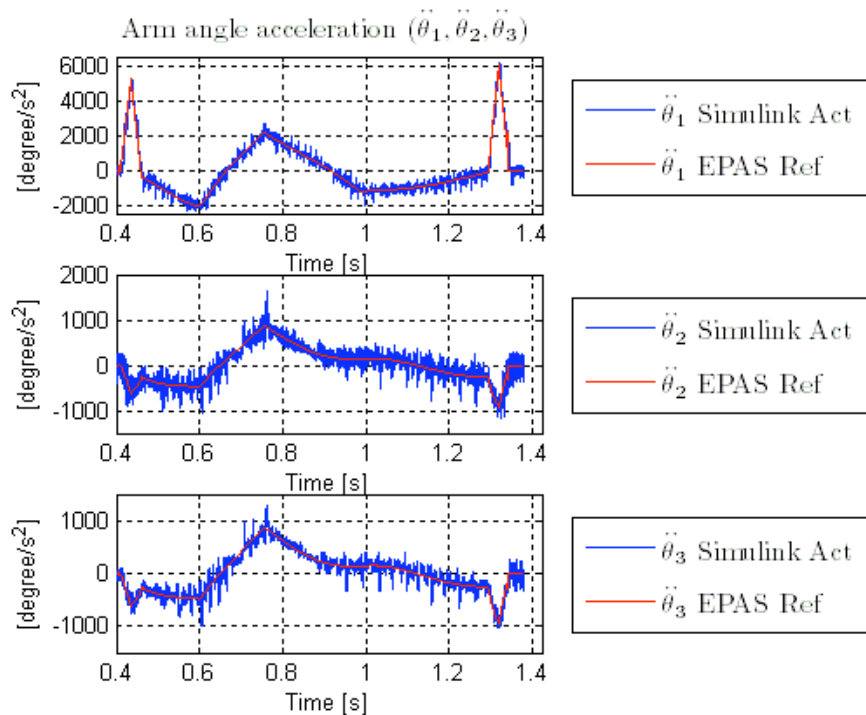 Arm angle acceleration (θ̈₁, θ̈₂, θ̈₃)
[degree/s²]
6000
4000
2000
0
-2000
0.4 0.6 0.8 1 1.2 1.4
Time [s]
θ̈₁ Simulink Act
θ̈₁ EPAS Ref
[degree/s²]
2000
1000
0
-1000
0.4 0.6 0.8 1 1.2 1.4
Time [s]
θ̈₂ Simulink Act
θ̈₂ EPAS Ref
[degree/s²]
1000
0
-1000
0.4 0.6 0.8 1 1.2 1.4
Time [s]
θ̈₃ Simulink Act
θ̈₃ EPAS Ref